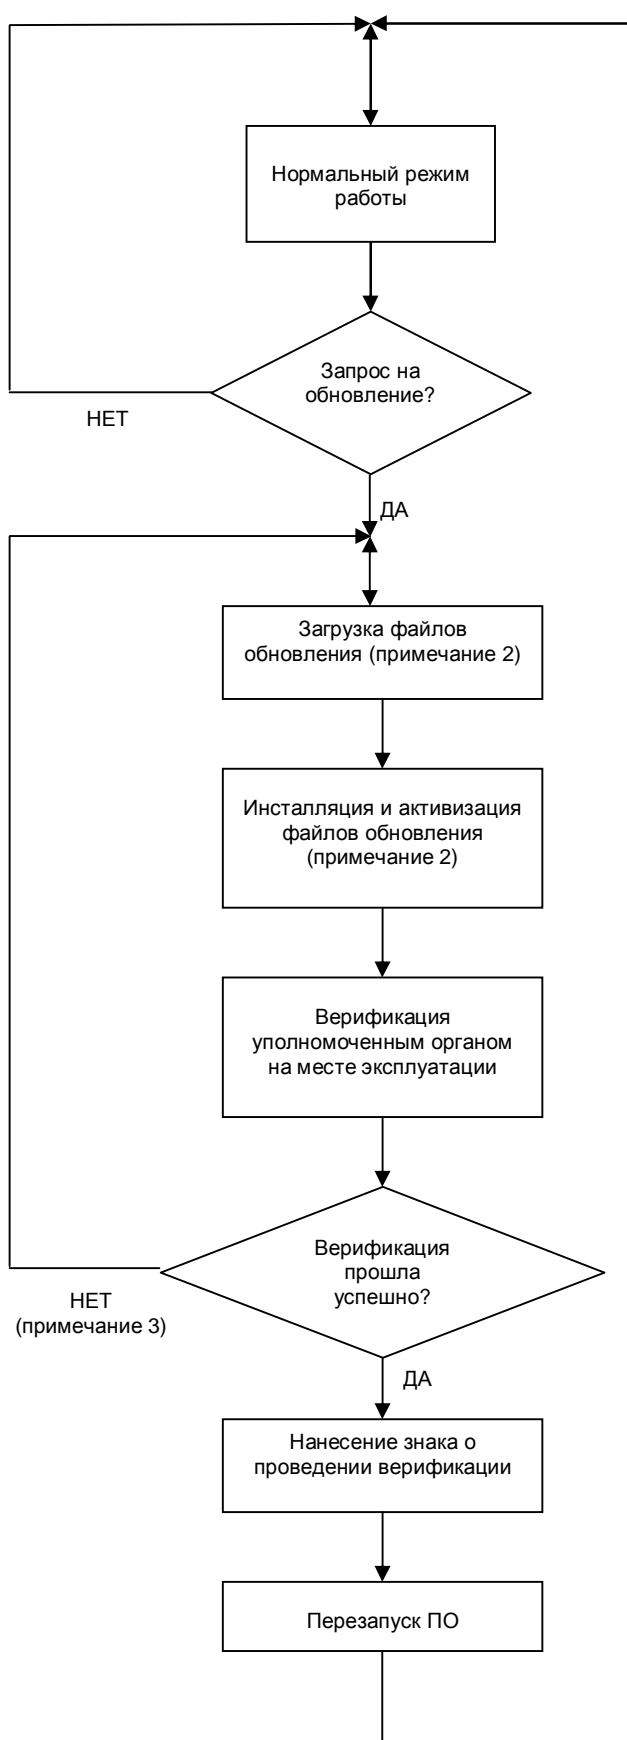 Нормальный режим
работы
Запрос на
обновление?
НЕТ
ДА
Загрузка файлов
обновления (примечание 2)
Инсталляция и активизация
файлов обновления
(примечание 2)
Верификация
уполномоченным органом
на месте эксплуатации
Верификация
прошла
успешно?
НЕТ
(примечание 3)
ДА
Нанесение знака о
проведении верификации
Перезапуск ПО